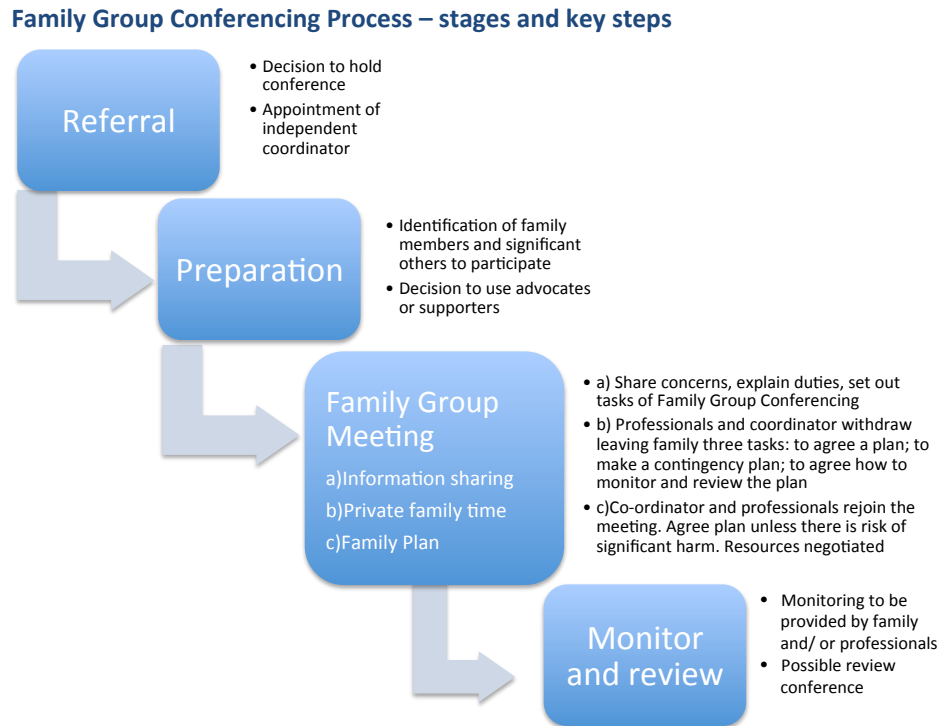 Family Group Conferencing Process – stages and key steps
Referral
• Decision to hold
conference
• Appointment of
independent
coordinator
Preparation
• Identification of family
members and significant
others to participate
• Decision to use advocates
or supporters
Family Group
Meeting
a)Information sharing
b)Private family time
c)Family Plan
• a) Share concerns, explain duties, set out
tasks of Family Group Conferencing
• b) Professionals and coordinator withdraw
leaving family three tasks: to agree a plan; to
make a contingency plan; to agree how to
monitor and review the plan
• c)Co-ordinator and professionals rejoin the
meeting. Agree plan unless there is risk of
significant harm. Resources negotiated
Monitor
and review
• Monitoring to be
provided by family
and/ or professionals
• Possible review
conference